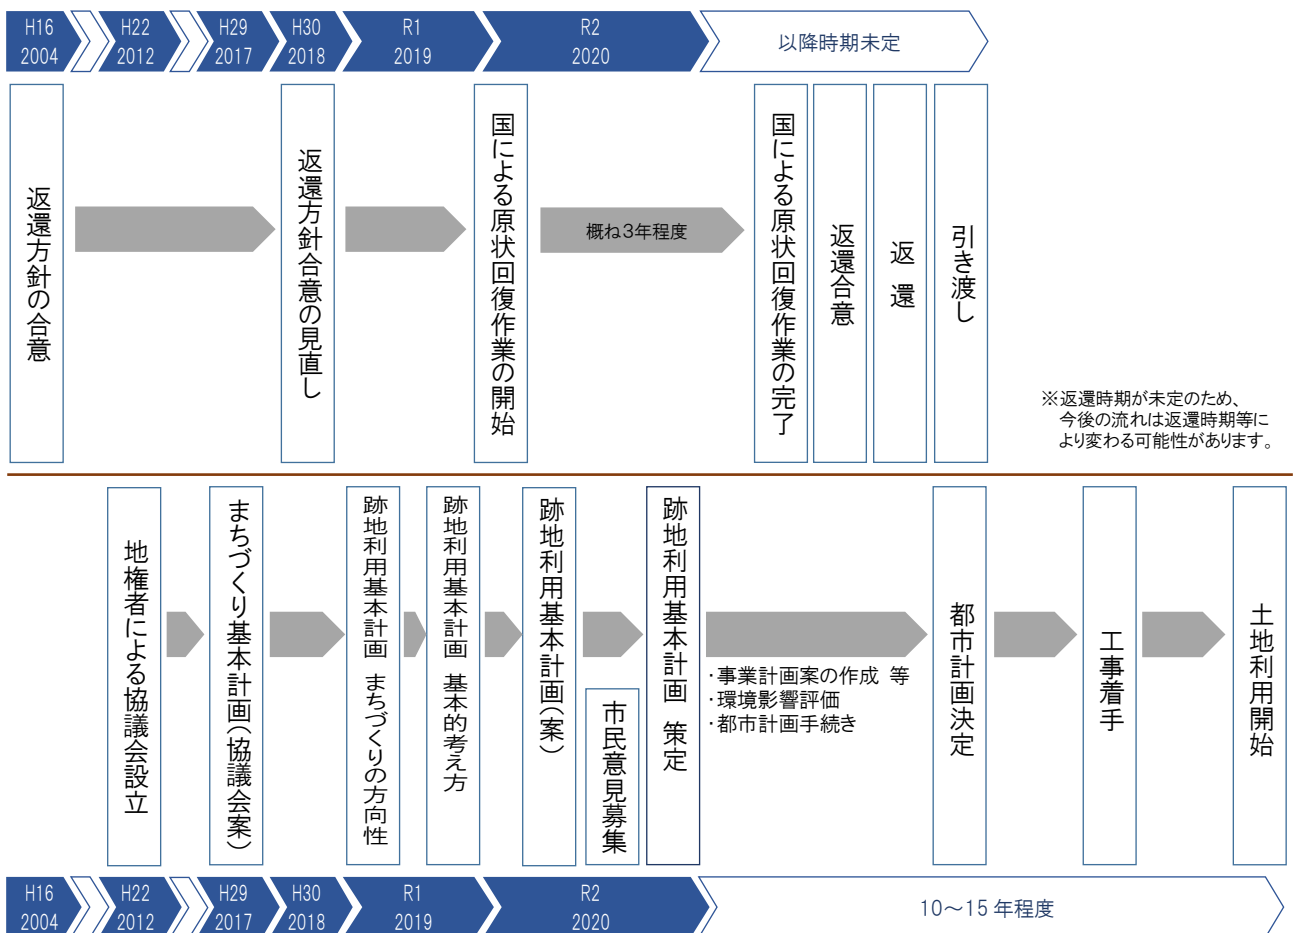 H16
2004
H22
2012
H29
2017
H30
2018
R1
2019
R2
2020
以降時期未定
返還方針の合意
返還方針合意の見直し
国による原状回復作業の開始
概ね3年程度
国による原状回復作業の完了
返還合意
返 還
引き渡し
※返還時期が未定のため、
今後の流れは返還時期等に
より変わる可能性があります。
地権者による協議会設立
まちづくり基本計画(協議会案)
跡地利用基本計画 まちづくりの方向性
跡地利用基本計画 基本的考え方
跡地利用基本計画(案)
市民意見募集
跡地利用基本計画 策定
・事業計画案の作成 等
・環境影響評価
・都市計画手続き
都市計画決定
工事着手
土地利用開始
H16
2004
H22
2012
H29
2017
H30
2018
R1
2019
R2
2020
10~15年程度